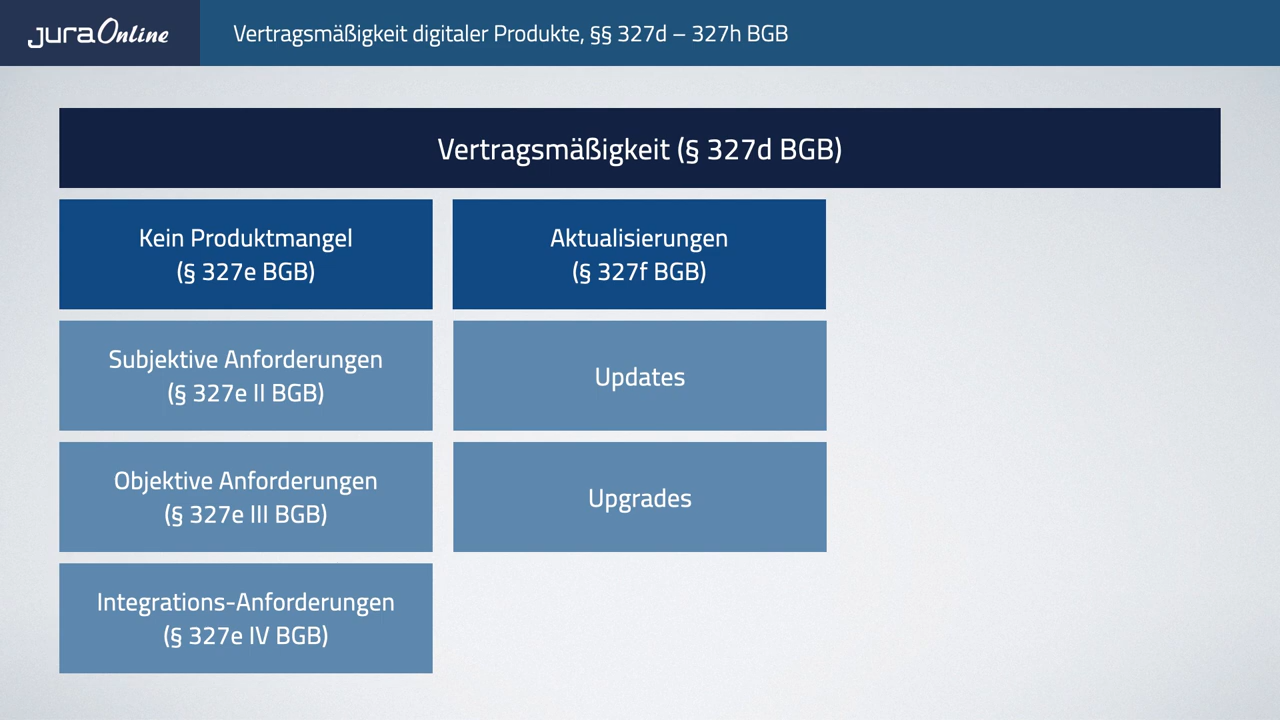 juraOnline
Vertragsmäßigkeit digitaler Produkte, §§ 327d – 327h BGB
Vertragsmäßigkeit (§ 327d BGB)
Kein Produktmangel
(§ 327e BGB)
Aktualisierungen
(§ 327f BGB)
Subjektive Anforderungen
(§ 327e II BGB)
Updates
Objektive Anforderungen
(§ 327e III BGB)
Upgrades
Integrations-Anforderungen
(§ 327e IV BGB)